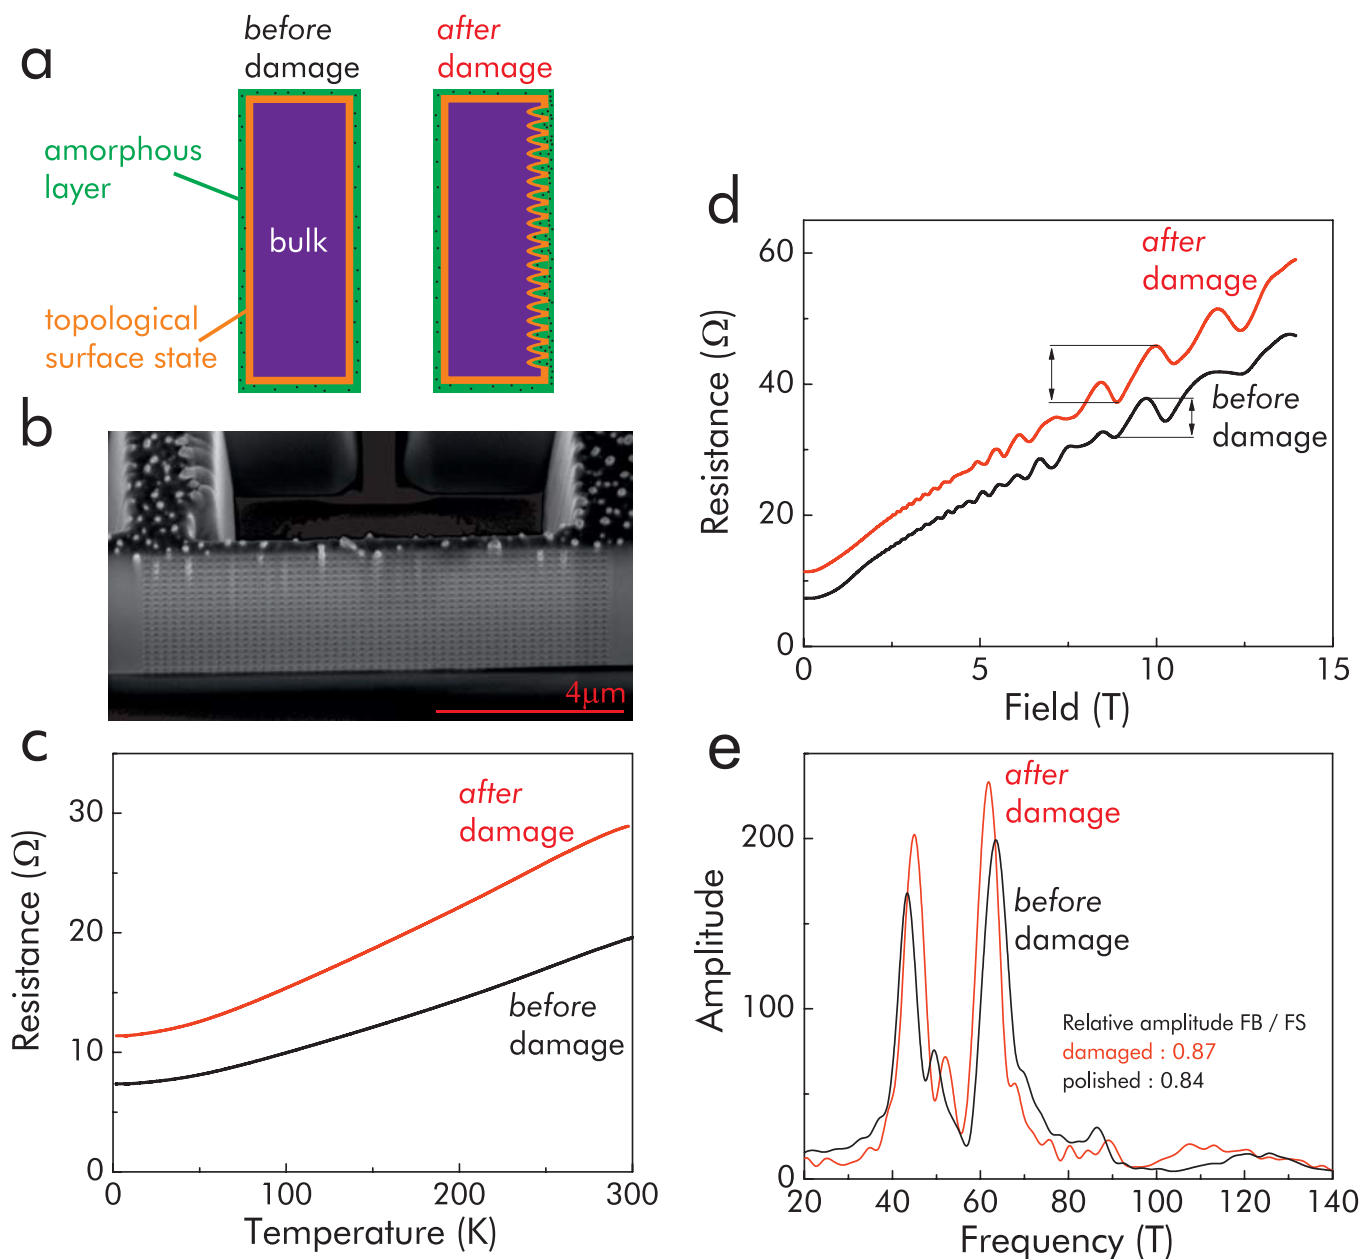 a
before
damage
after
damage
amorphous
layer
bulk
topological
surface state
b
4μm
c
30
20
10
0
Resistance (Ω)
after
damage
before
damage
0
100
200
300
Temperature (K)
d
60
40
20
0
Resistance (Ω)
after
damage
before
damage
0
5
10
15
Field (T)
e
200
100
0
Amplitude
after
damage
before
damage
Relative amplitude FB / FS
damaged : 0.87
polished : 0.84
20
40
60
80
100
120
140
Frequency (T)